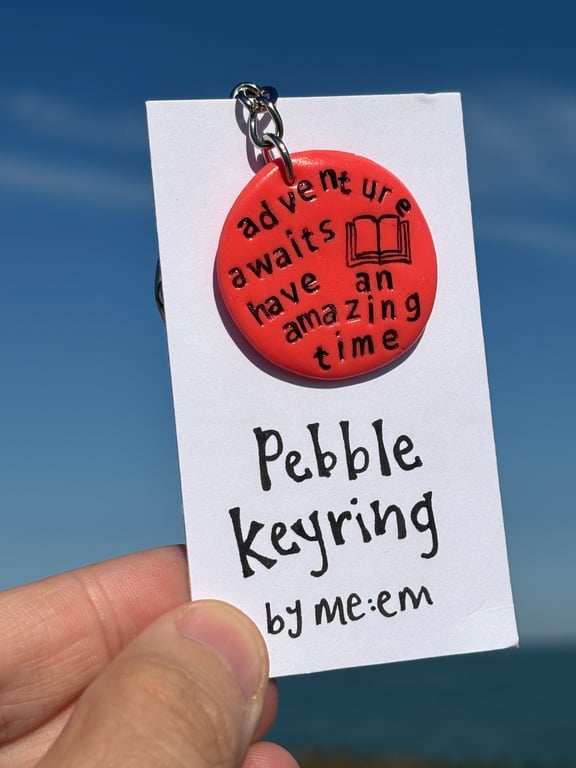 adventure
awaits
have an
amazing
time
Pebble
keyring
by me:em